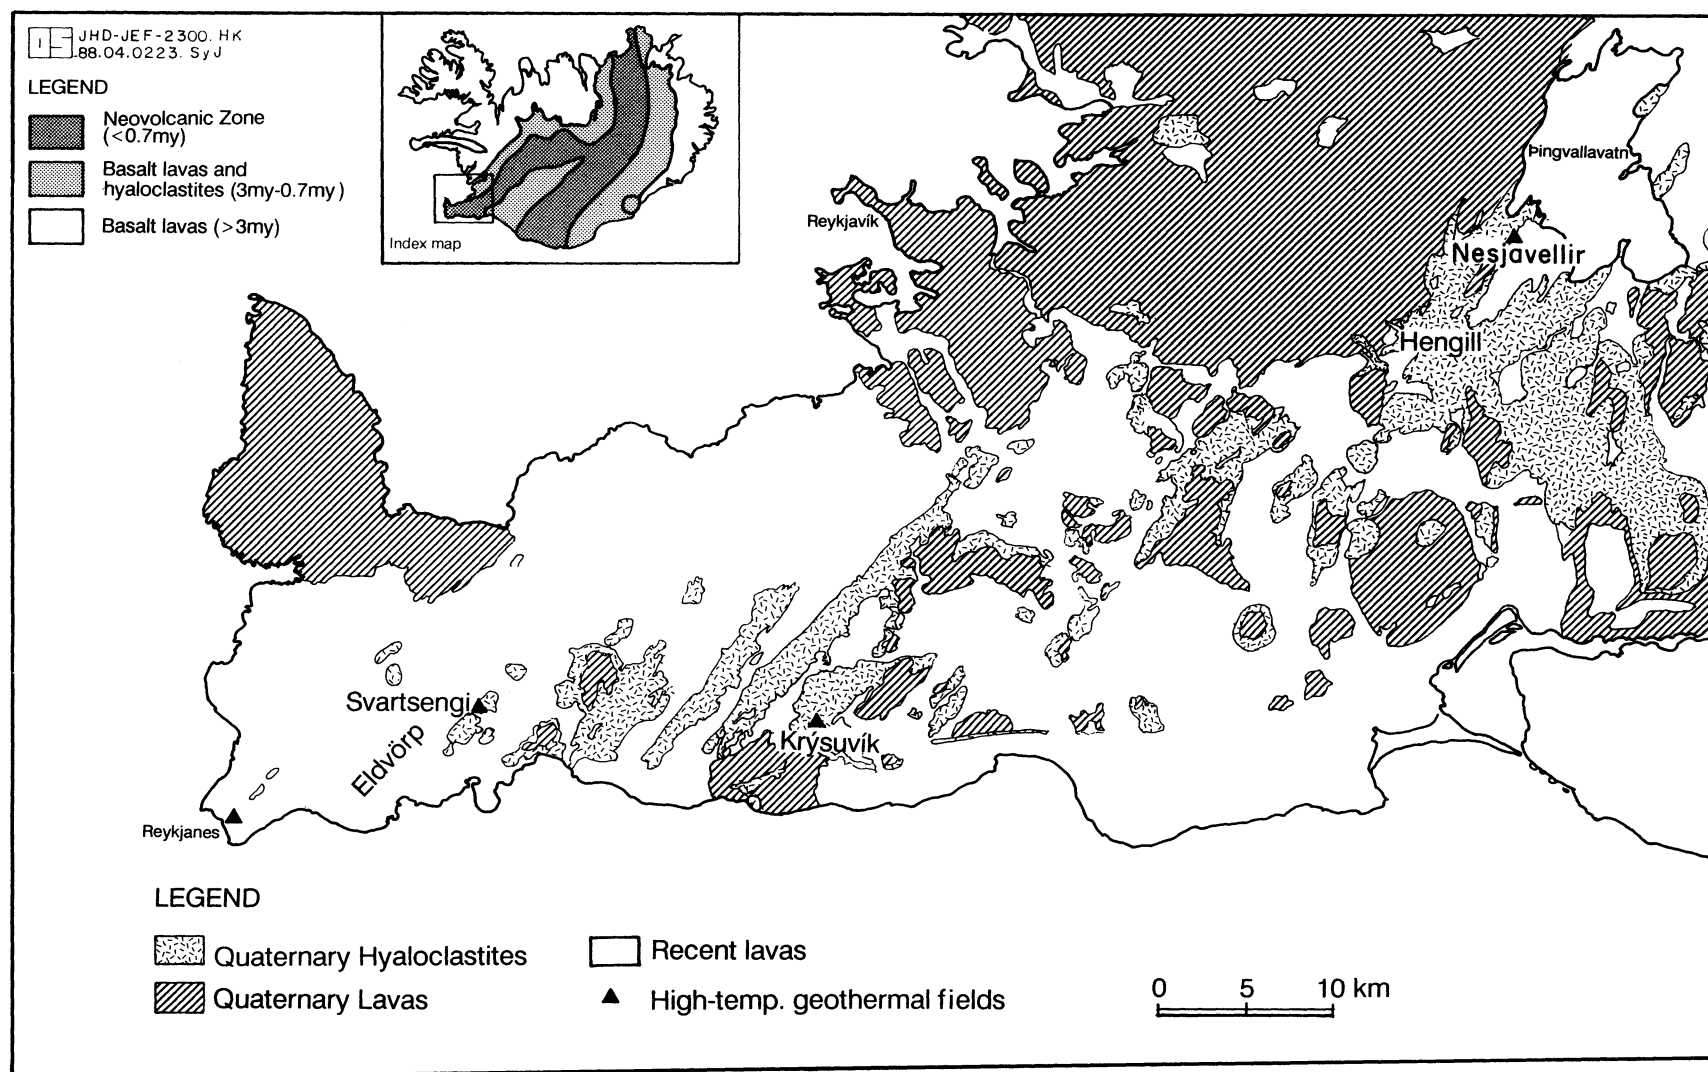 JHD-JEF-2300. HK
88.04.0223. SyJ
LEGEND
Neovolcanic Zone
(<0.7my)
Basalt lavas and
hyaloclastites (3my-0.7my)
Basalt lavas (>3my)
Index map
Reykjavík
Þingvallavatn
Nesjavellir
Hengill
Svartsengi
Eldvörp
Krýsuvík
Reykjanes
LEGEND
Quaternary Hyaloclastites
Quaternary Lavas
Recent lavas
High-temp. geothermal fields
0 5 10 km